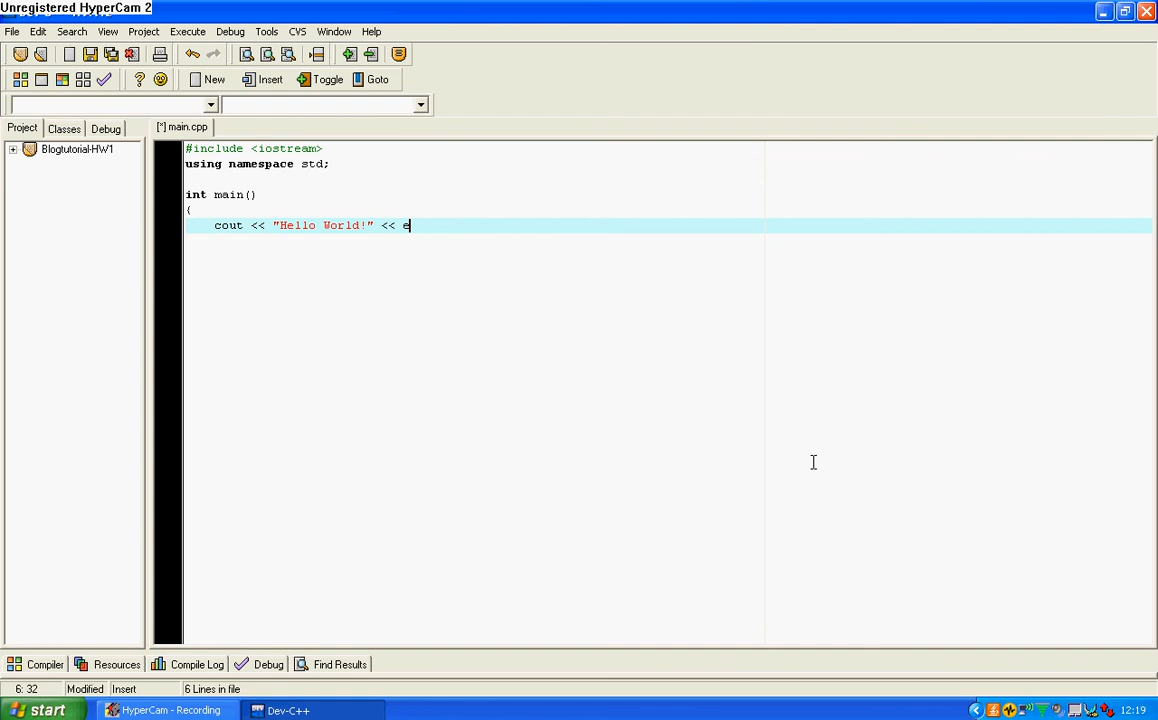 Unregistered HyperCam 2
File Edit Search View Project Execute Debug Tools CVS Window Help
New Insert Toggle Goto
Project Classes Debug [*] main.cpp
Blogtutorial-HW1
#include <iostream>
using namespace std;
int main()
{
cout << "Hello World!" << e
Compiler Resources Compile Log Debug Find Results
6: 32 Modified Insert 6 Lines in file
start HyperCam - Recording Dev-C++ 12:19